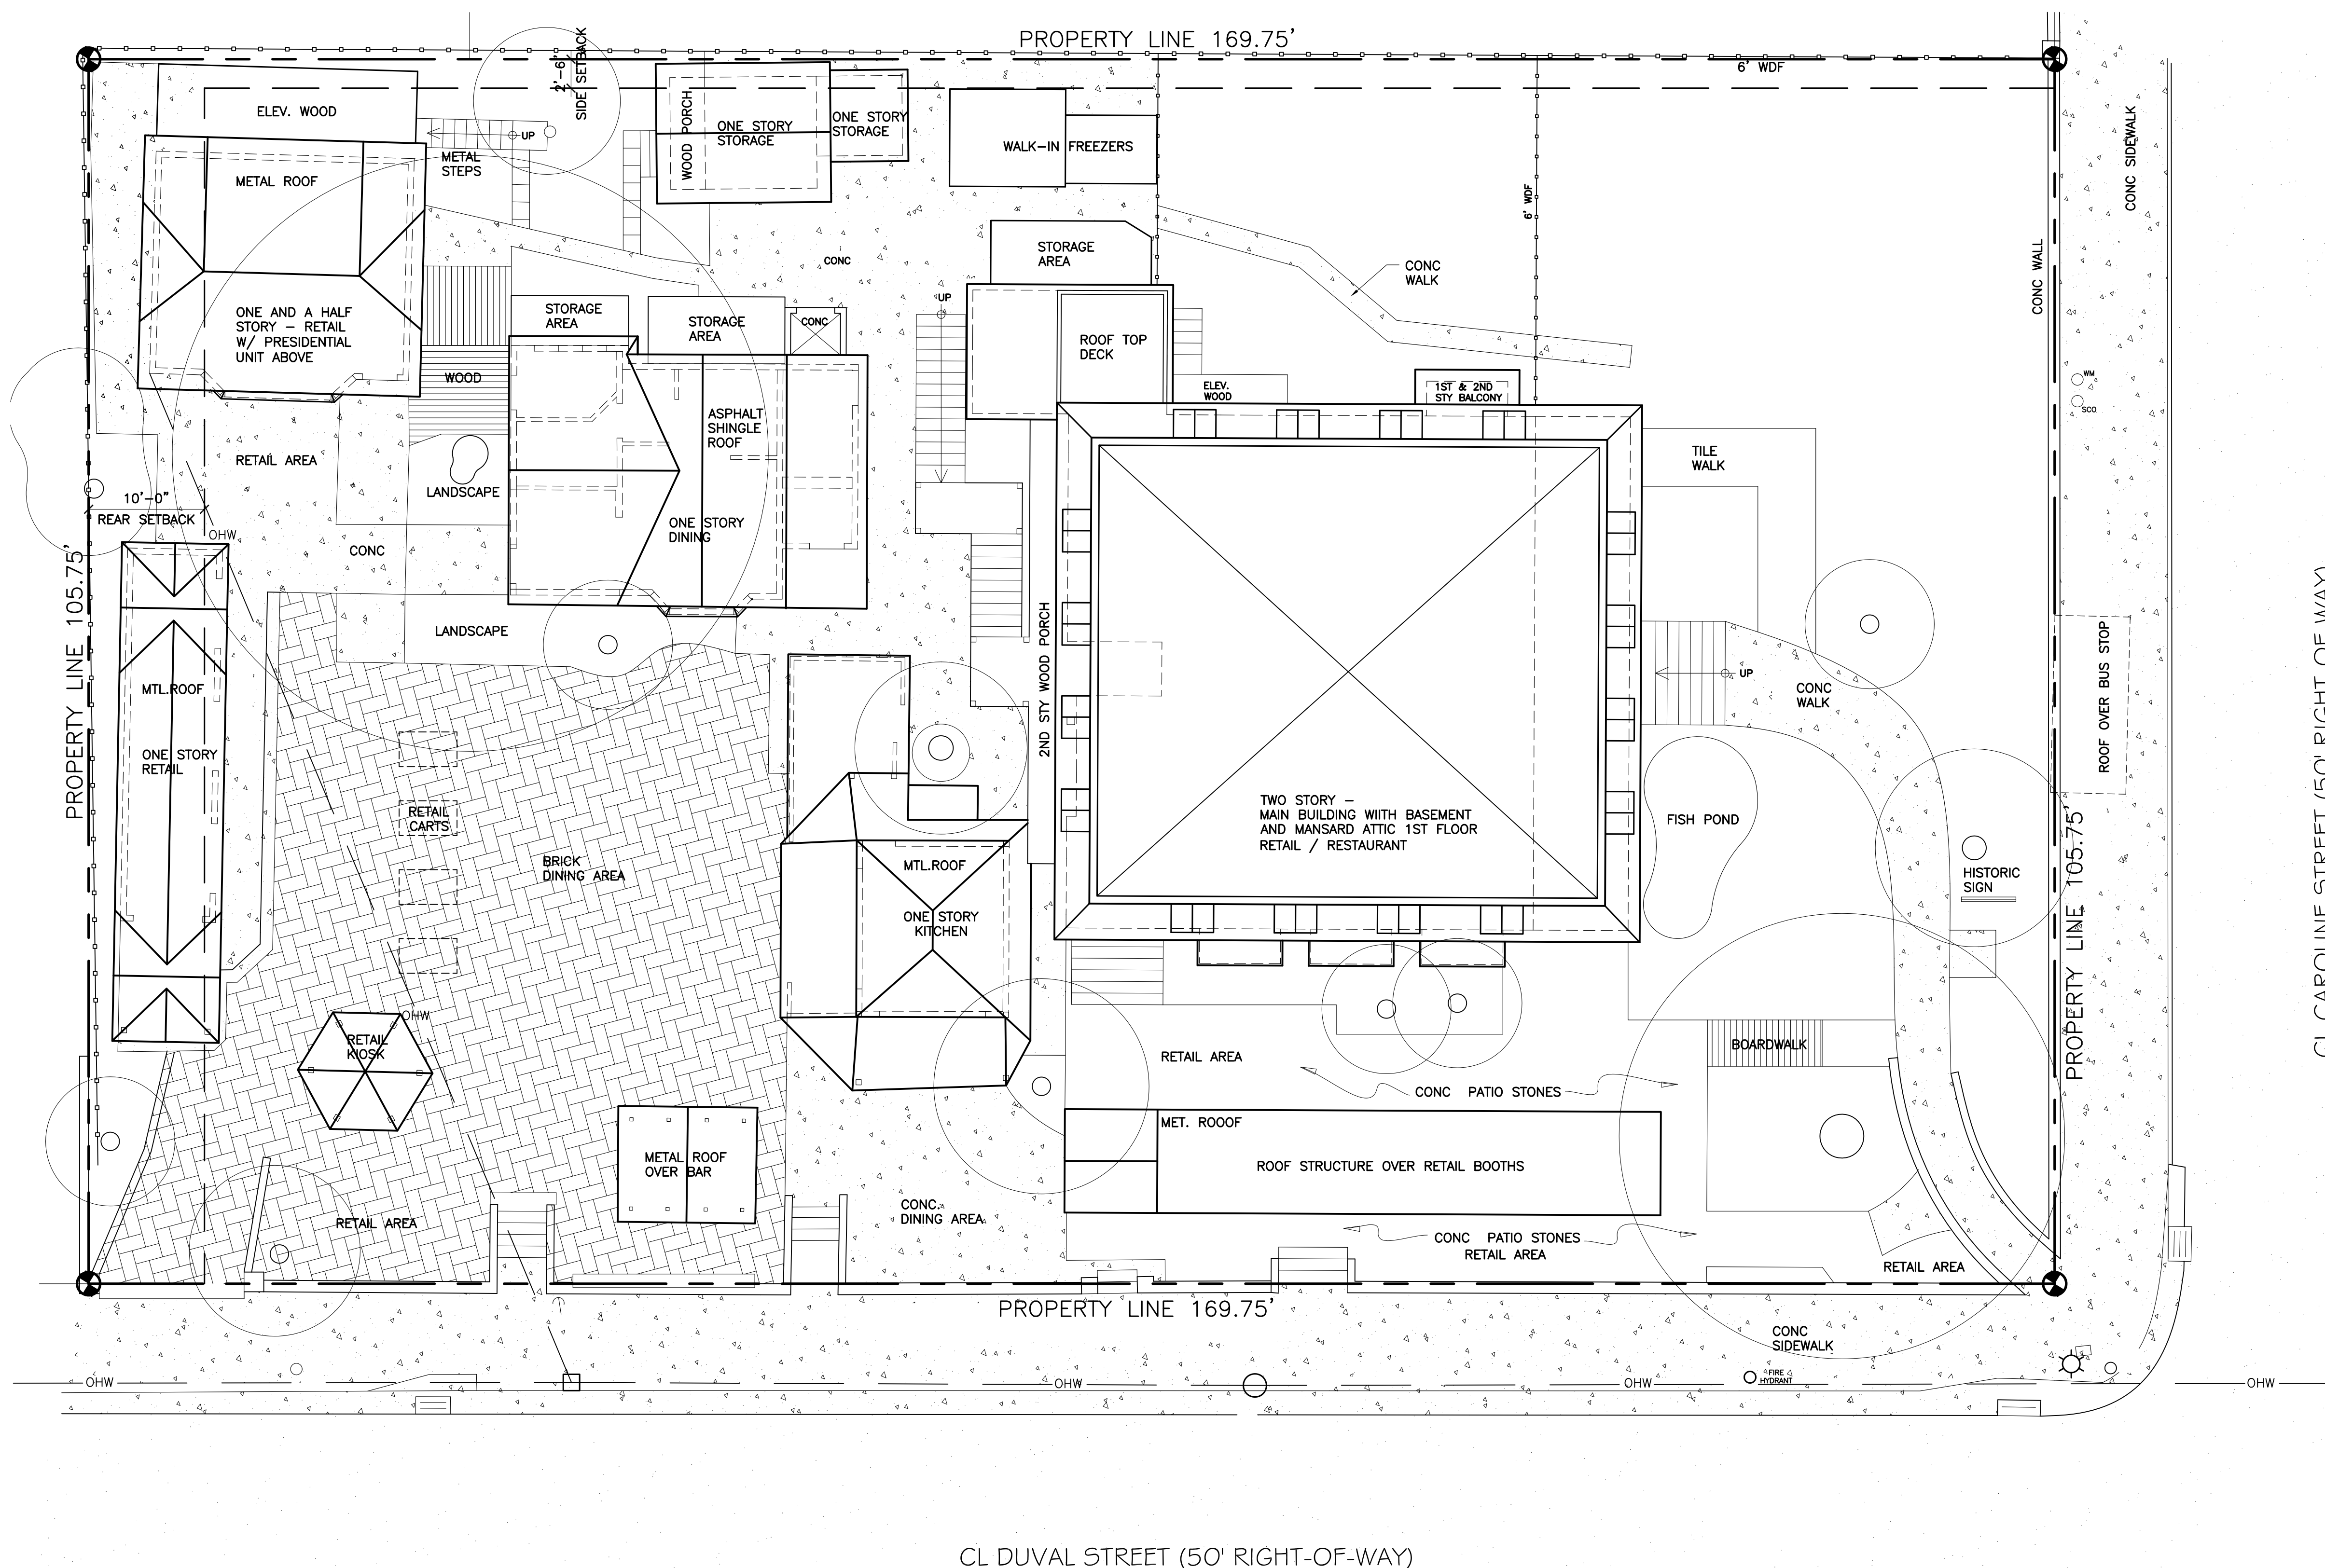 PROPERTY LINE 169.75'
6' WDF
2'-6"
SIDE SETBACK
CONC SIDEWALK
ELEV. WOOD
UP
METAL
STEPS
METAL ROOF
WOOD PORCH
ONE STORY
STORAGE
ONE STORY
STORAGE
WALK-IN FREEZERS
6' WDF
CONC WALL
STORAGE
AREA
CONC
CONC
WALK
ONE AND A HALF
STORY - RETAIL
W/ PRESIDENTIAL
UNIT ABOVE
STORAGE
AREA
STORAGE
AREA
CONC
UP
ROOF TOP
DECK
WOOD
ELEV.
WOOD
1ST & 2ND
STY BALCONY
WM
SCO
ASPHALT
SHINGLE
ROOF
RETAIL AREA
TILE
WALK
LANDSCAPE
10'-0"
REAR SETBACK
OHW
ONE STORY
DINING
CONC
PROPERTY LINE 105.75'
LANDSCAPE
2ND STY WOOD PORCH
ROOF OVER BUS STOP
CL CAROLINE STREET (50' RIGHT OF WAY)
MTL.ROOF
UP
CONC
WALK
ONE STORY
RETAIL
RETAIL
CARTS
TWO STORY -
MAIN BUILDING WIITH BASEMENT
AND MANSARD ATTIC 1ST FLOOR
RETAIL / RESTAURANT
FISH POND
BRICK
DINING AREA
MTL.ROOF
HISTORIC
SIGN
PROPERTY LINE 105.75'
ONE STORY
KITCHEN
OHW
RETAIL
KIOSK
RETAIL AREA
BOARDWALK
CONC PATIO STONES
MET. ROOOF
METAL ROOF
OVER BAR
ROOF STRUCTURE OVER RETAIL BOOTHS
RETAIL AREA
CONC.
DINING AREA
CONC PATIO STONES
RETAIL AREA
RETAIL AREA
PROPERTY LINE 169.75'
CONC
SIDEWALK
FIRE
HYDRANT
OHW
OHW
OHW
OHW
CL DUVAL STREET (50' RIGHT-OF-WAY)